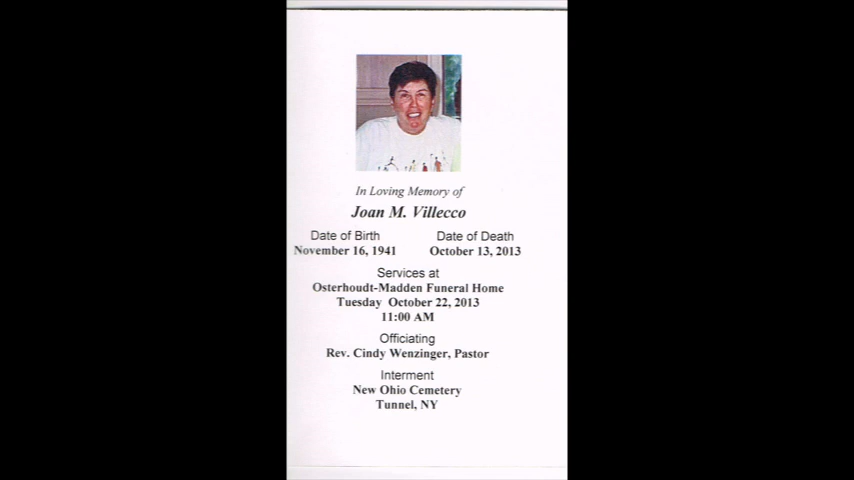 In Loving Memory of
Joan M. Villecco
Date of Birth Date of Death
November 16, 1941 October 13, 2013
Services at
Osterhoudt-Madden Funeral Home
Tuesday October 22, 2013
11:00 AM
Officiating
Rev. Cindy Wenzinger, Pastor
Interment
New Ohio Cemetery
Tunnel, NY